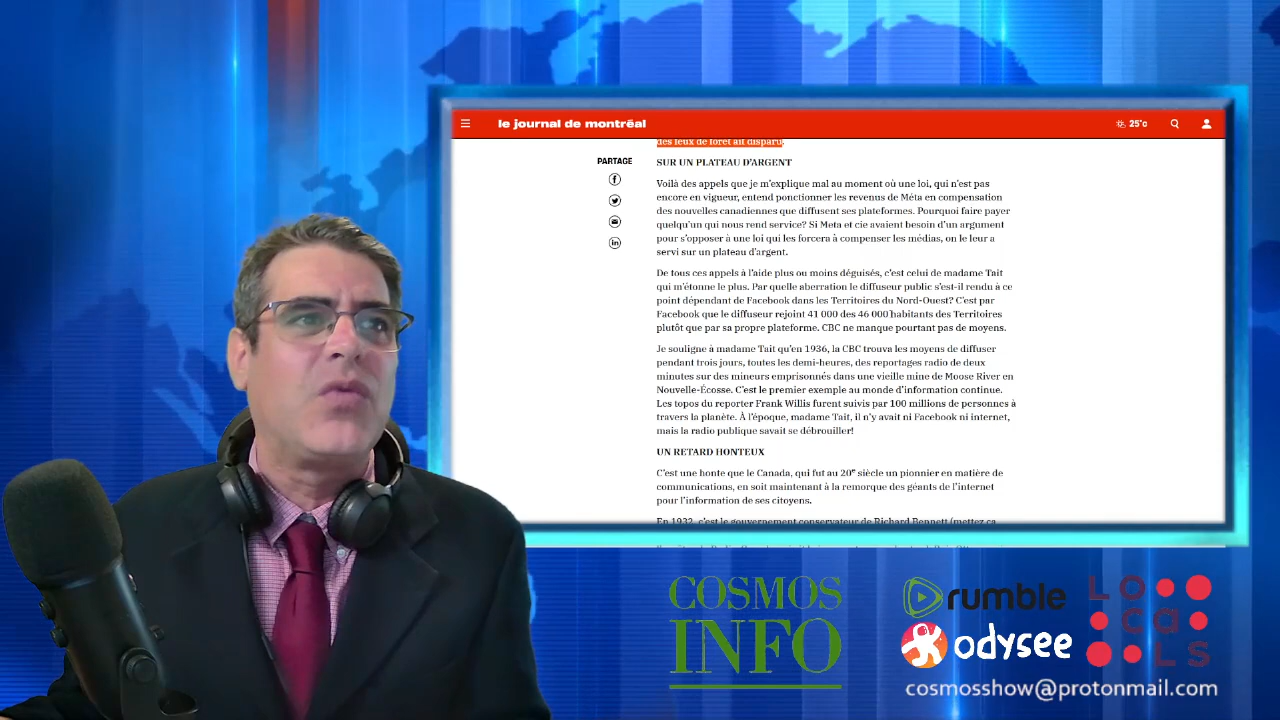 le journal de montréal
25°C
des feux de forêt ait disparu.
PARTAGE
SUR UN PLATEAU D'ARGENT
Voilà des appels que je m'explique mal au moment où une loi, qui n'est pas
encore en vigueur, entend ponctionner les revenus de Méta en compensation
des nouvelles canadiennes que diffusent ses plateformes. Pourquoi faire payer
quelqu'un qui nous rend service? Si Meta et cie avaient besoin d'un argument
pour s'opposer à une loi qui les forcera à compenser les médias, on le leur a
servi sur un plateau d'argent.
De tous ces appels à l'aide plus ou moins déguisés, c'est celui de madame Tait
qui m'étonne le plus. Par quelle aberration le diffuseur public s'est-il rendu à ce
point dépendant de Facebook dans les Territoires du Nord-Ouest? C'est par
Facebook que le diffuseur rejoint 41 000 des 46 000 habitants des Territoires
plutôt que par sa propre plateforme. CBC ne manque pourtant pas de moyens.
Je souligne à madame Tait qu'en 1936, la CBC trouva les moyens de diffuser
pendant trois jours, toutes les demi-heures, des reportages radio de deux
minutes sur des mineurs emprisonnés dans une vieille mine de Moose River en
Nouvelle-Écosse. C'est le premier exemple au monde d'information continue.
Les topos du reporter Frank Willis furent suivis par 100 millions de personnes à
travers la planète. À l'époque, madame Tait, il n'y avait ni Facebook ni internet,
mais la radio publique savait se débrouiller!
UN RETARD HONTEUX
C'est une honte que le Canada, qui fut au 20e siècle un pionnier en matière de
communications, en soit maintenant à la remorque des géants de l'internet
pour l'information de ses citoyens.
En 1932, c'est le gouvernement conservateur de Richard Bennett (mettez ça
COSMOS
INFO
rumble
odysee
LO
ca
LS
cosmosshow@protonmail.com